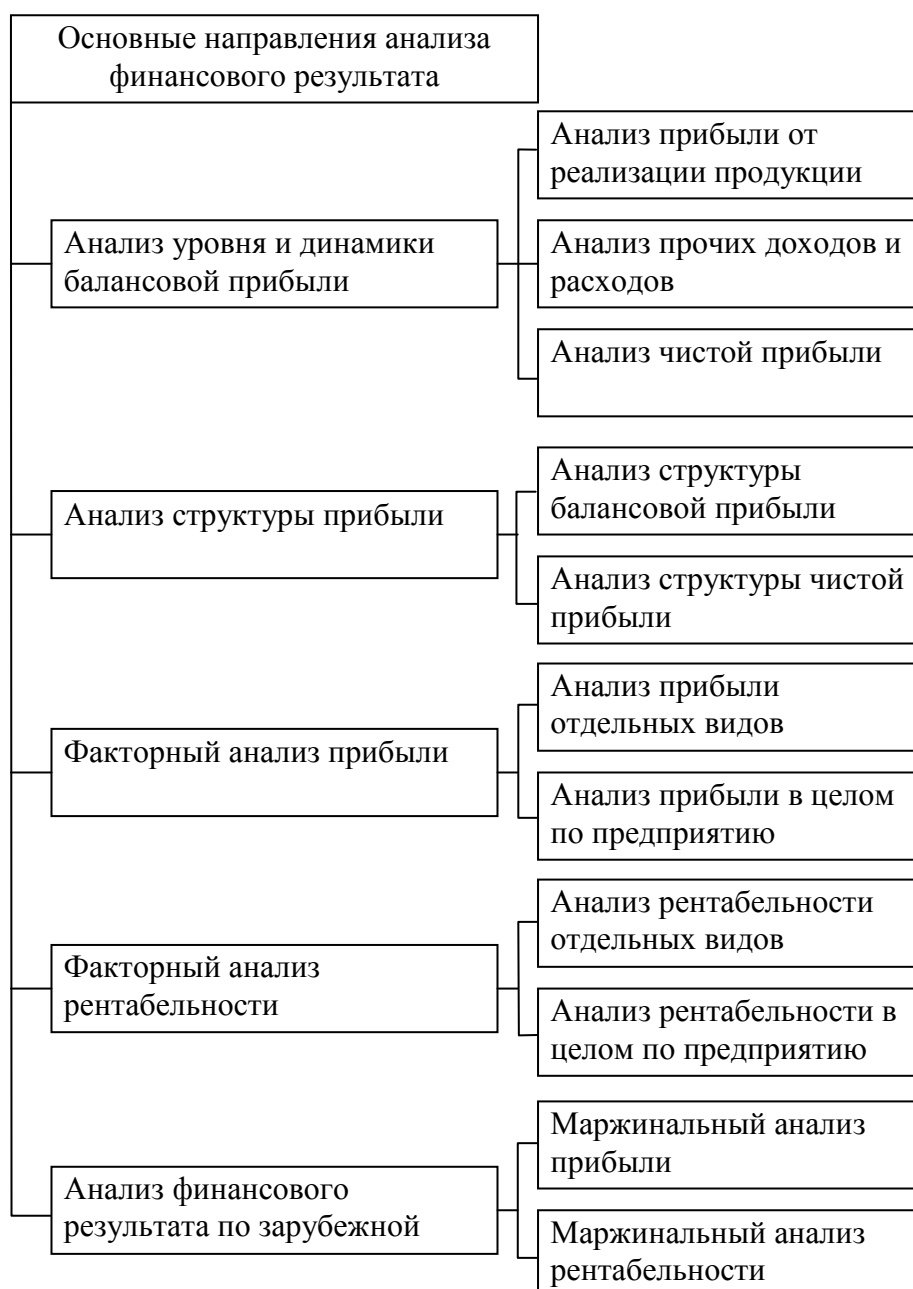 Основные направления анализа
финансового результата
Анализ уровня и динамики
балансовой прибыли
Анализ прибыли от
реализации продукции
Анализ прочих доходов и
расходов
Анализ чистой прибыли
Анализ структуры прибыли
Анализ структуры
балансовой прибыли
Анализ структуры чистой
прибыли
Факторный анализ прибыли
Анализ прибыли
отдельных видов
Анализ прибыли в целом
по предприятию
Факторный анализ
рентабельности
Анализ рентабельности
отдельных видов
Анализ рентабельности в
целом по предприятию
Анализ финансового
результата по зарубежной
Маржинальный анализ
прибыли
Маржинальный анализ
рентабельности